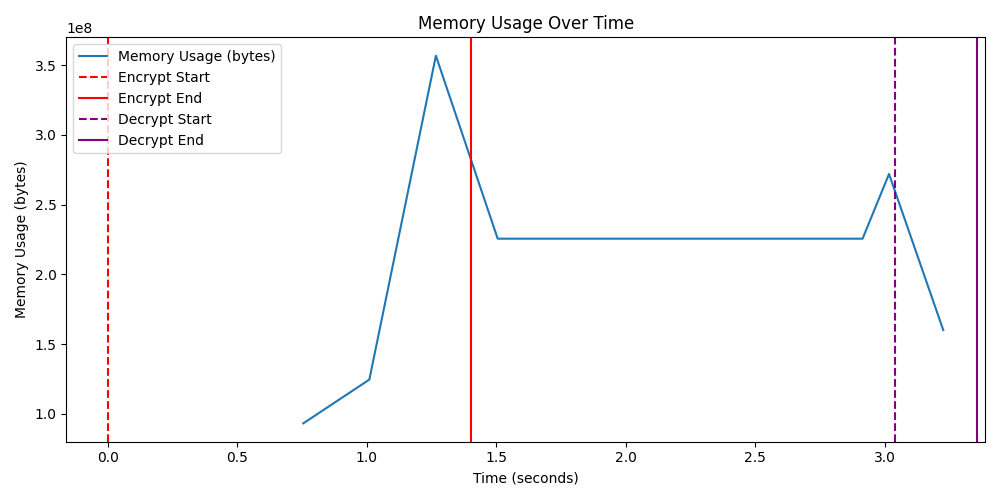 Memory Usage Over Time
1e8
Memory Usage (bytes)
Encrypt Start
Encrypt End
Decrypt Start
Decrypt End
3.5
3.0
2.5
2.0
1.5
1.0
Memory Usage (bytes)
0.0 0.5 1.0 1.5 2.0 2.5 3.0
Time (seconds)